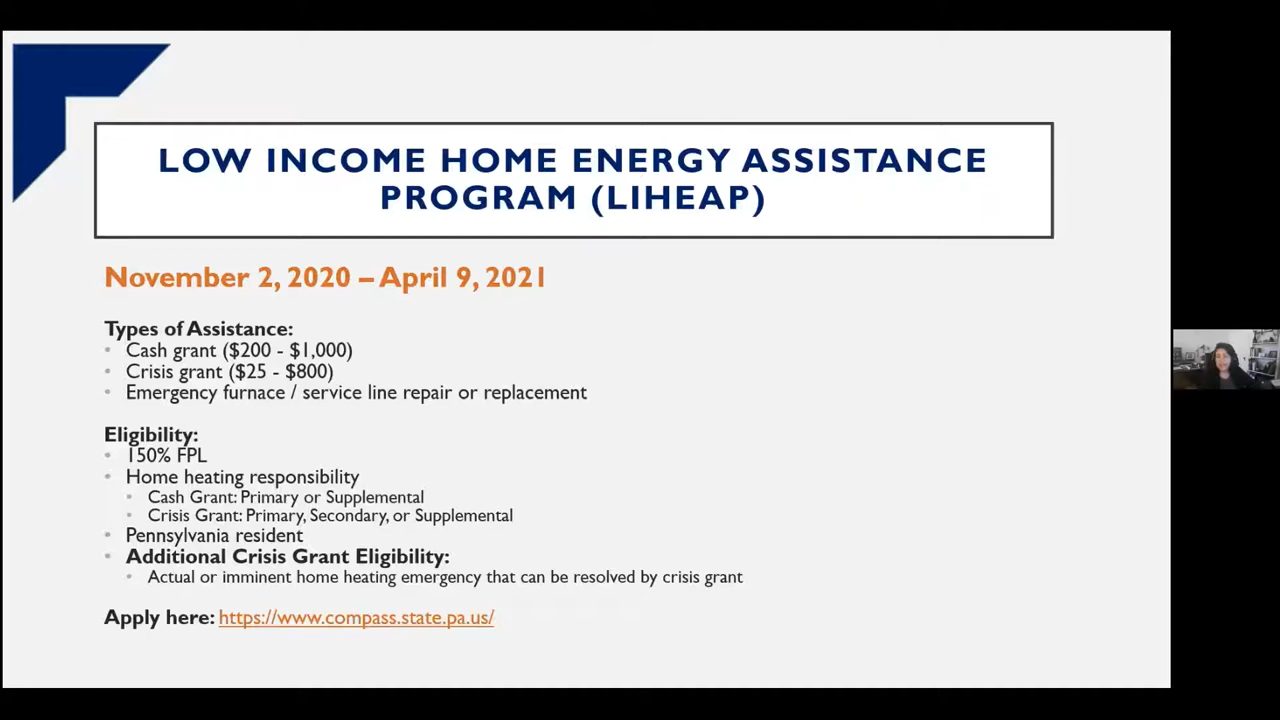 LOW INCOME HOME ENERGY ASSISTANCE
PROGRAM (LIHEAP)
November 2, 2020 – April 9, 2021
Types of Assistance:
• Cash grant ($200 - $1,000)
• Crisis grant ($25 - $800)
• Emergency furnace / service line repair or replacement
Eligibility:
• 150% FPL
• Home heating responsibility
• Cash Grant: Primary or Supplemental
• Crisis Grant: Primary, Secondary, or Supplemental
• Pennsylvania resident
• Additional Crisis Grant Eligibility:
• Actual or imminent home heating emergency that can be resolved by crisis grant
Apply here: https://www.compass.state.pa.us/